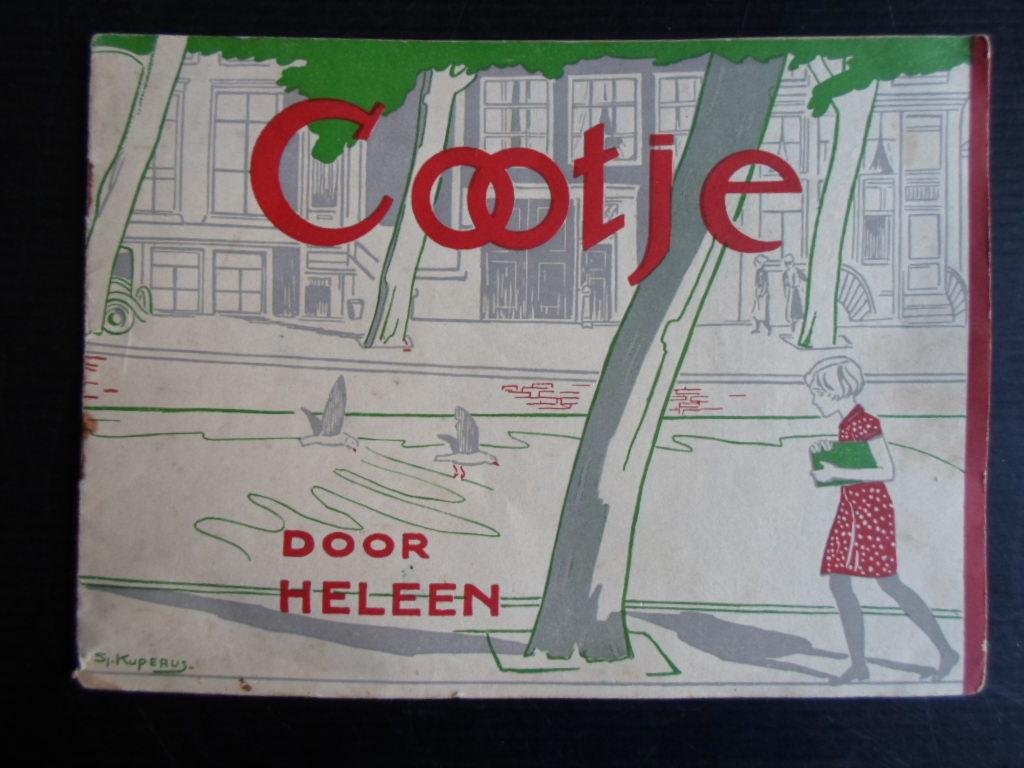 Cootje
DOOR
HELEEN
Sj. Kuperus-